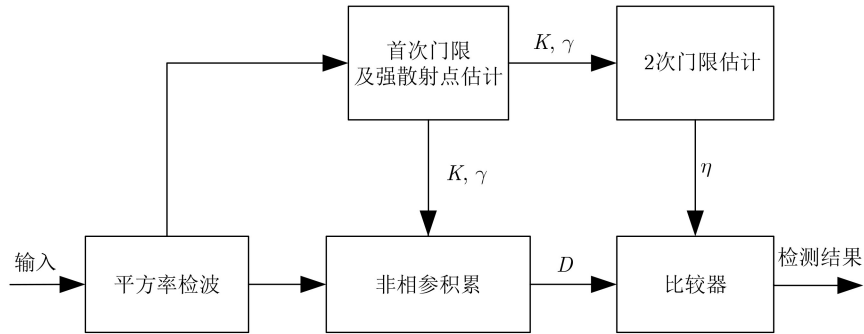 首次门限
及强散射点估计
K, γ
2次门限估计
K, γ
η
输入
平方率检波
非相参积累
D
比较器
检测结果